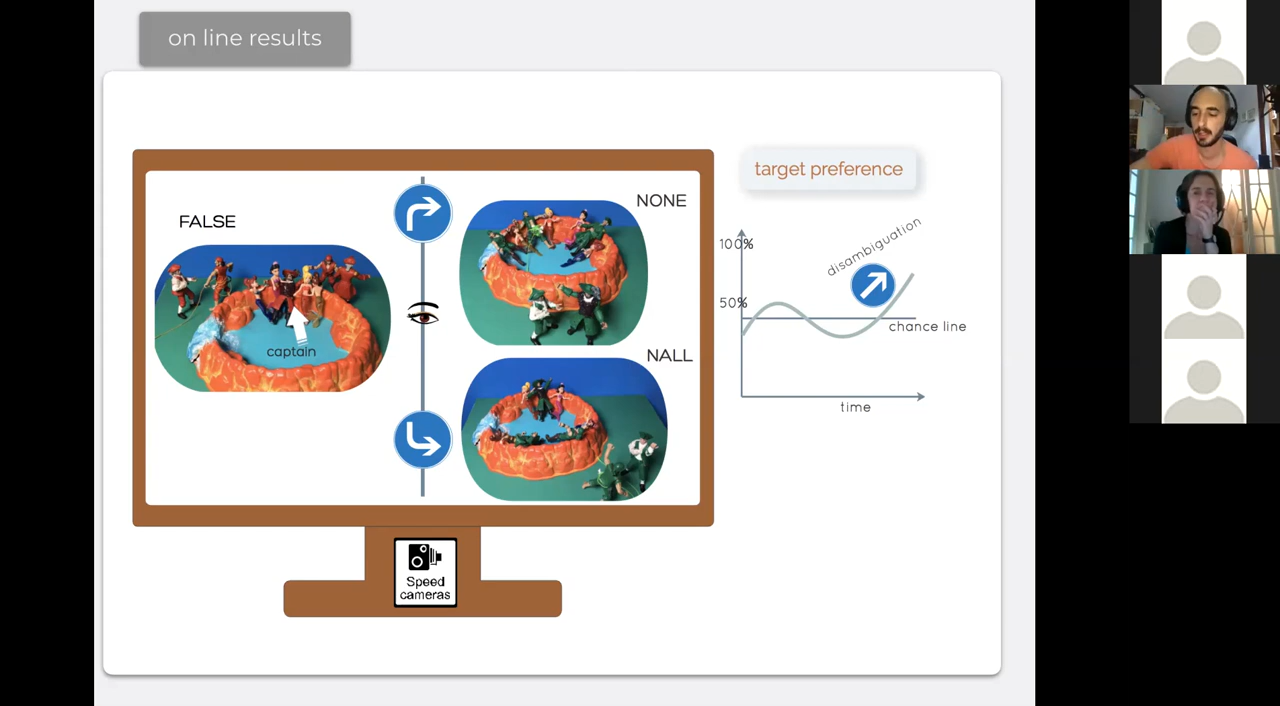 on line results
target preference
FALSE
captain
NONE
NALL
100%
50%
disambiguation
chance line
time
Speed
cameras